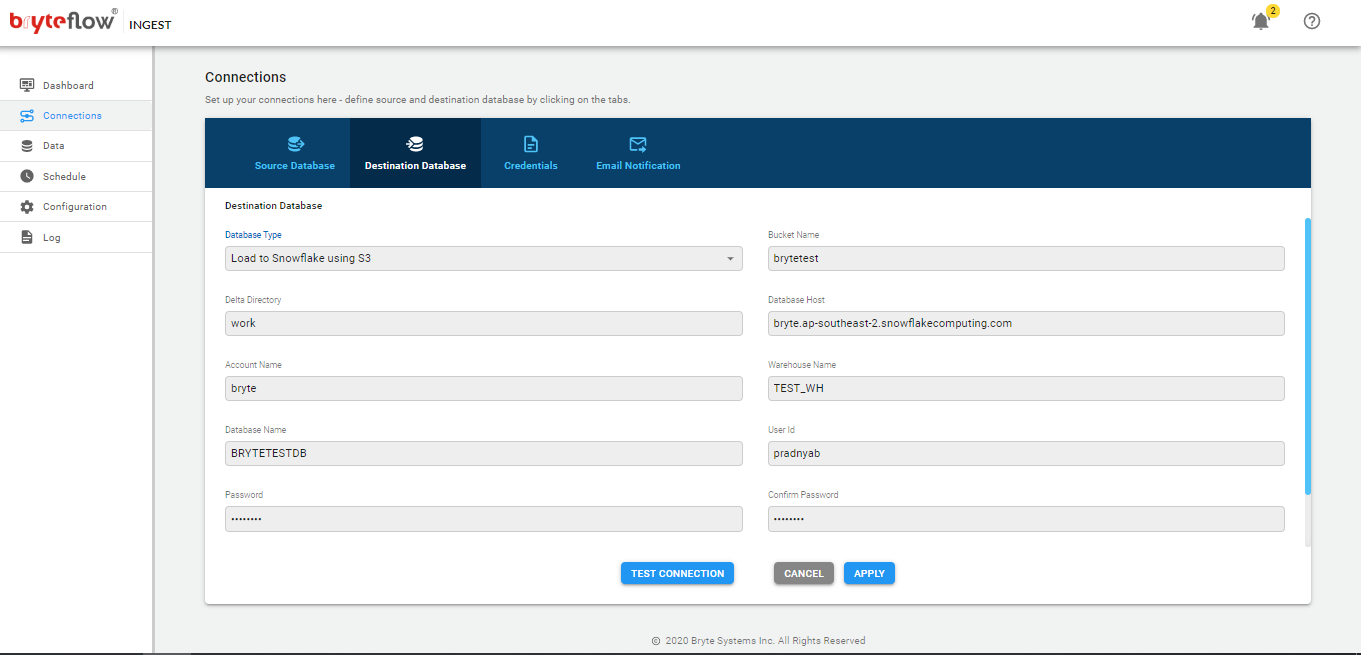 bryteflow® INGEST
2
Dashboard
Connections
Data
Schedule
Configuration
Log
Connections
Set up your connections here - define source and destination database by clicking on the tabs.
Source Database
Destination Database
Credentials
Email Notification
Destination Database
Database Type
Load to Snowflake using S3
Bucket Name
brytetest
Delta Directory
work
Database Host
bryte.ap-southeast-2.snowflakecomputing.com
Account Name
bryte
Warehouse Name
TEST_WH
Database Name
BRYTETESTDB
User Id
pradnyab
Password
••••••••
Confirm Password
••••••••
TEST CONNECTION
CANCEL
APPLY
© 2020 Bryte Systems Inc. All Rights Reserved